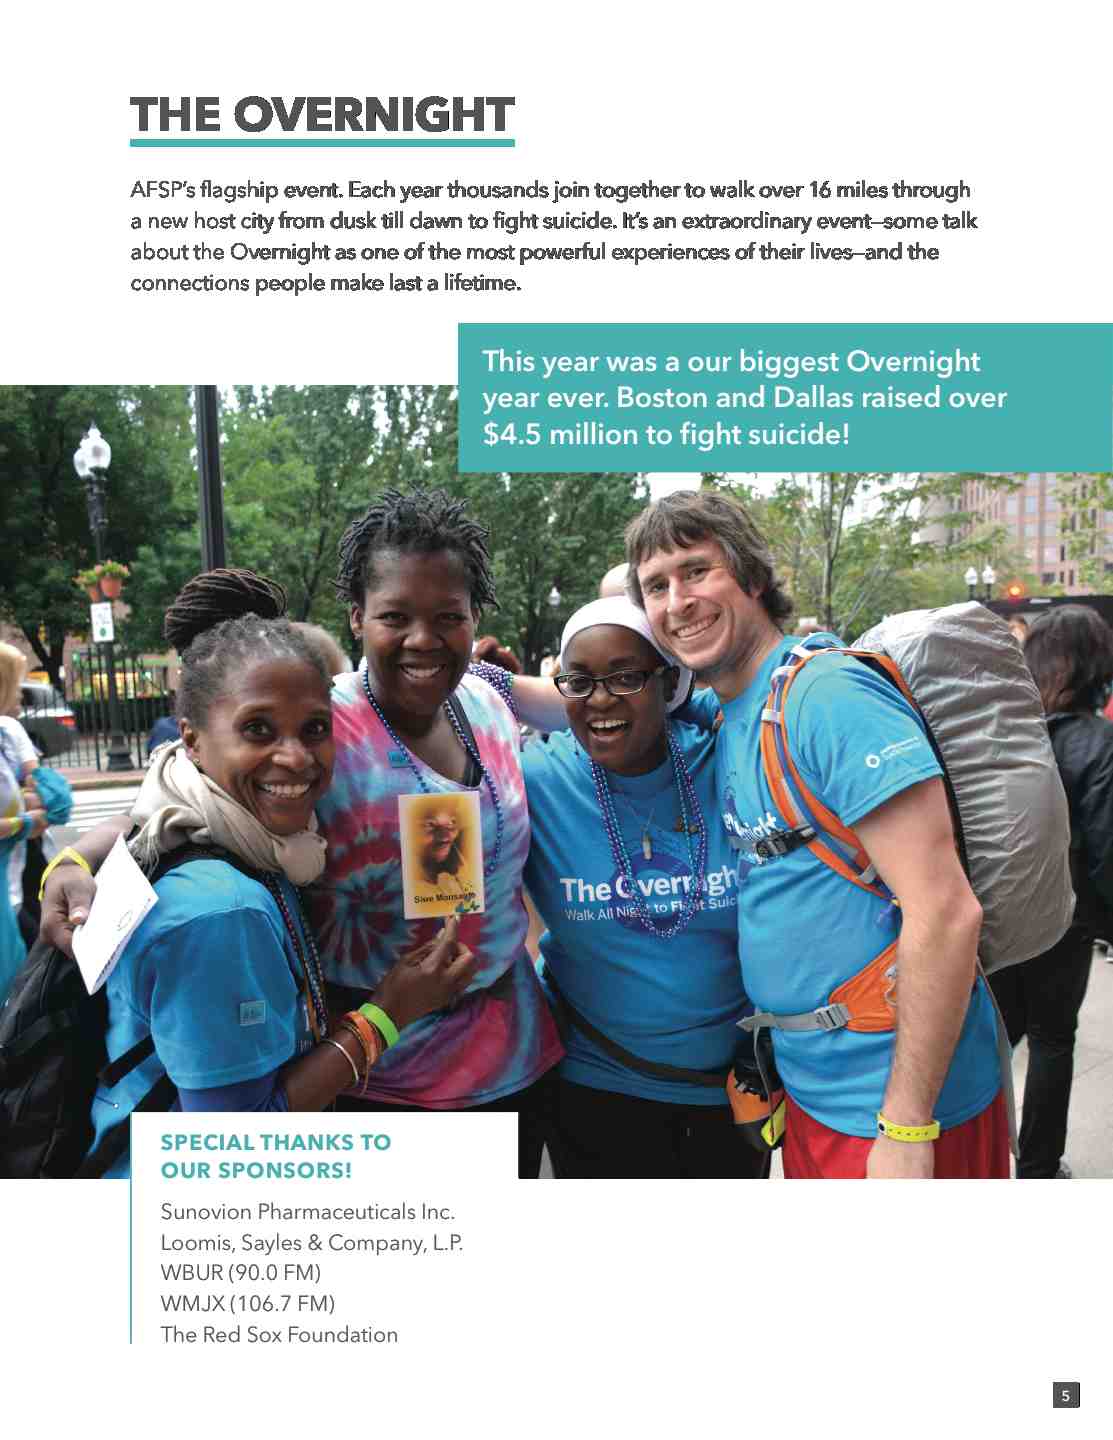 THE OVERNIGHT
AFSP’s flagship event. Each year thousands join together to walk over 16 miles through
a new host city from dusk till dawn to fight suicide. It’s an extraordinary event—some talk
about the Overnight as one of the most powerful experiences of their lives—and the
connections people make last a lifetime.
This year was a our biggest Overnight
year ever. Boston and Dallas raised over
$4.5 million to fight suicide!
The Overnigh
Walk All Night to Fight Suic
SPECIAL THANKS TO
OUR SPONSORS!
Sunovion Pharmaceuticals Inc.
Loomis, Sayles & Company, L.P.
WBUR (90.0 FM)
WMJX (106.7 FM)
The Red Sox Foundation
5